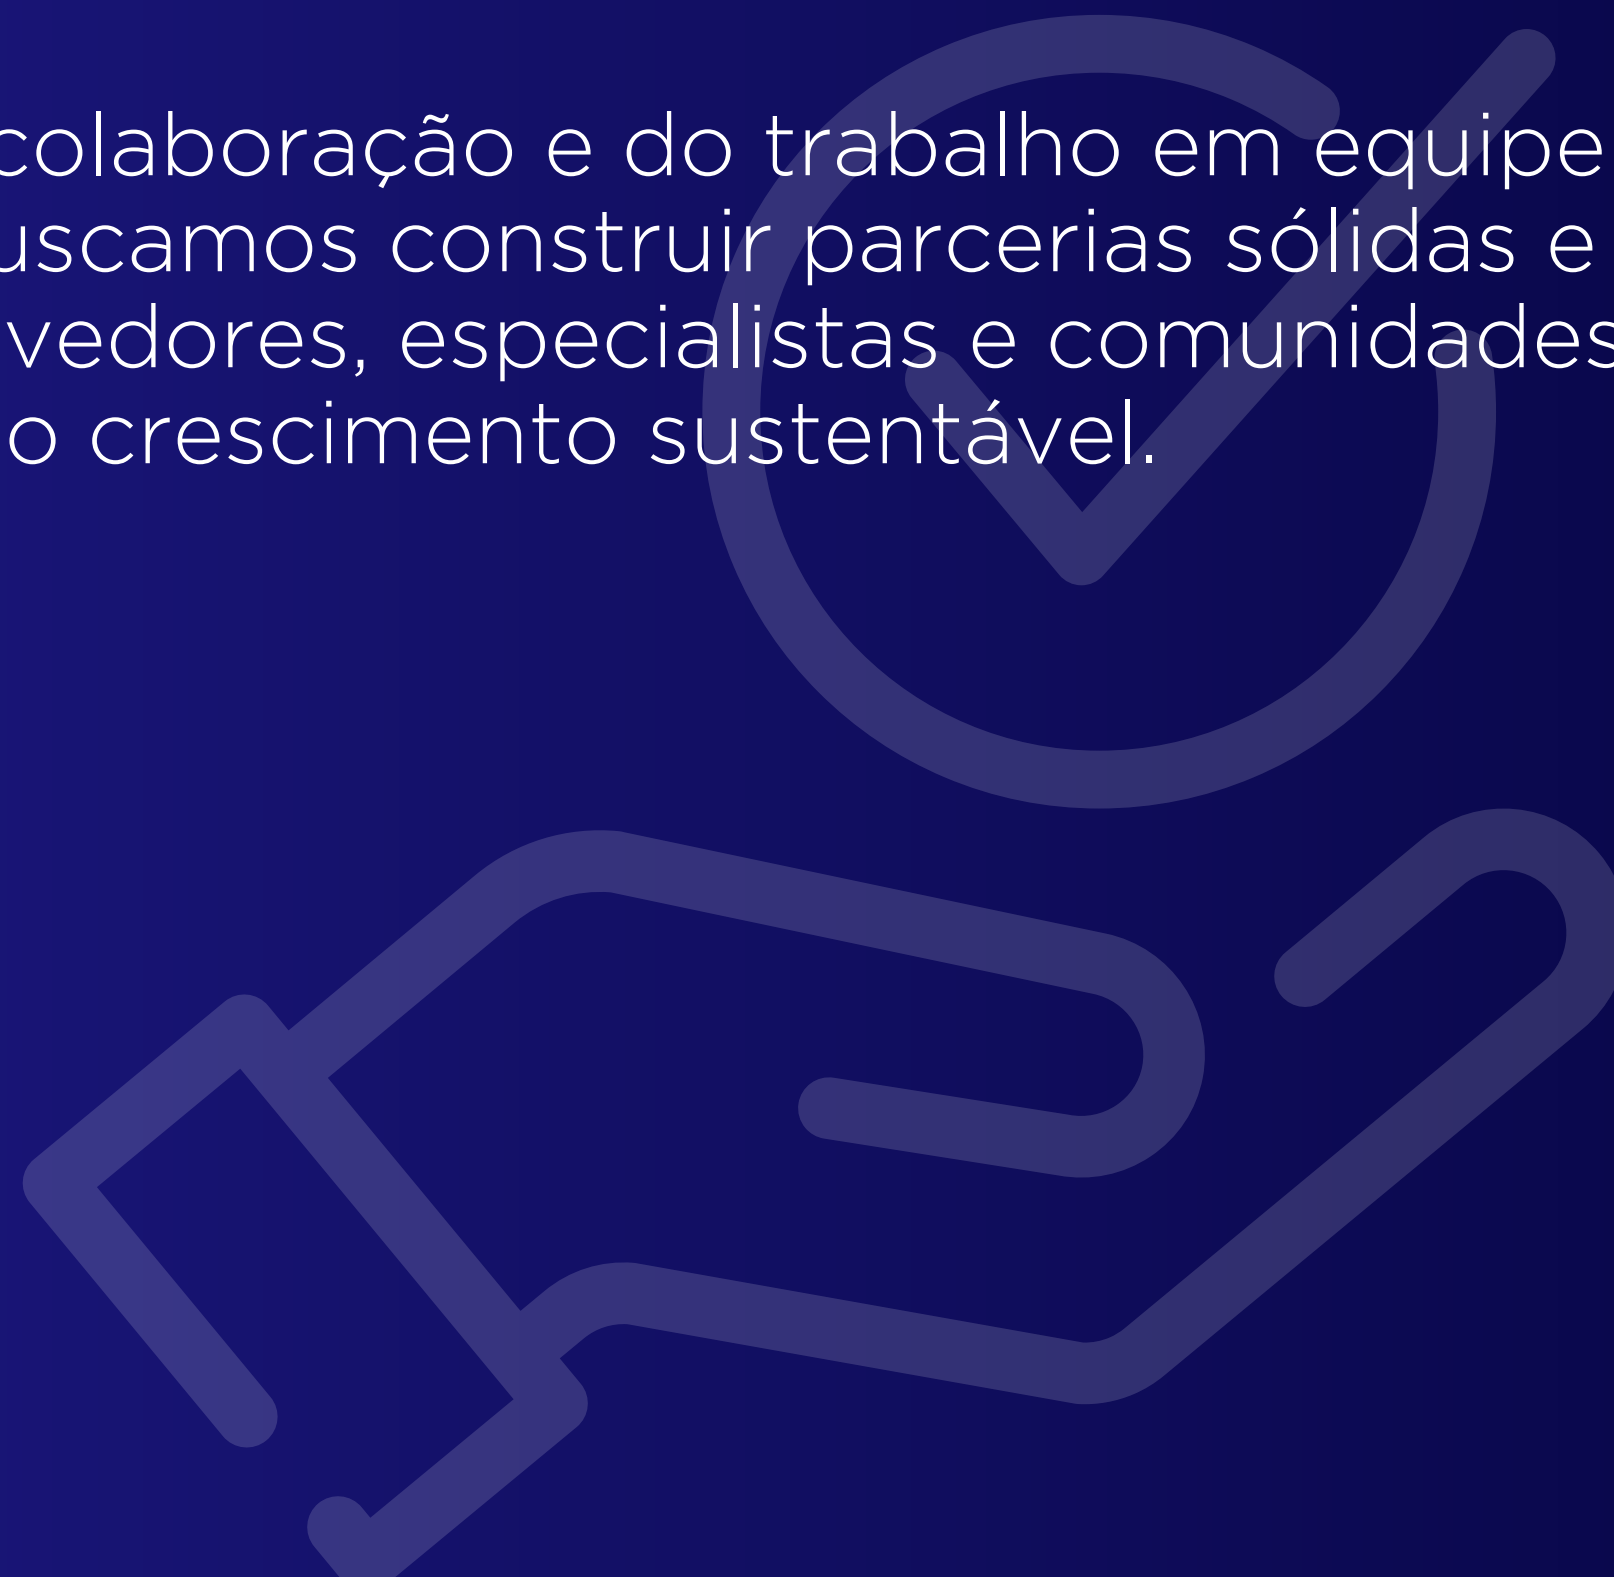 colaboração e do trabalho em equipe
uscamos construir parcerias sólidas e
vedores, especialistas e comunidades
o crescimento sustentável.